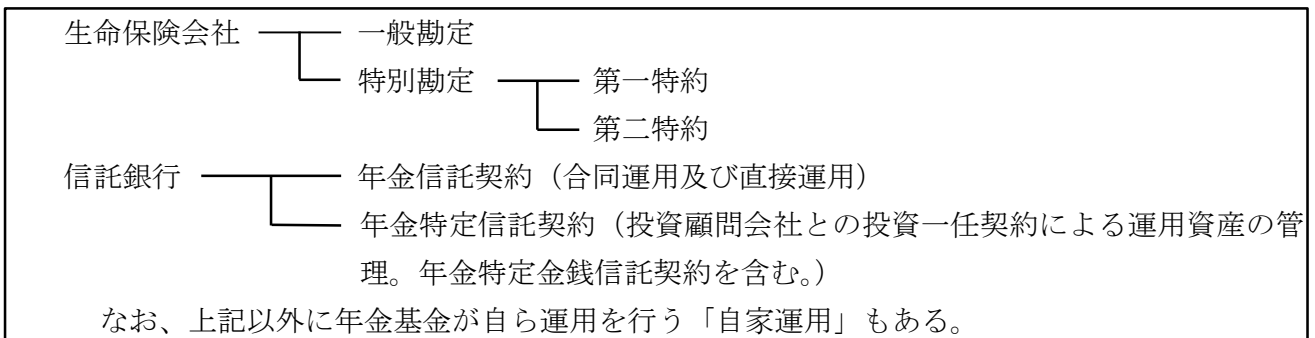 生命保険会社 一般勘定
特別勘定 第一特約
第二特約
信託銀行 年金信託契約（合同運用及び直接運用）
年金特定信託契約（投資顧問会社との投資一任契約による運用資産の管
理。年金特定金銭信託契約を含む。）
なお、上記以外に年金基金が自ら運用を行う「自家運用」もある。